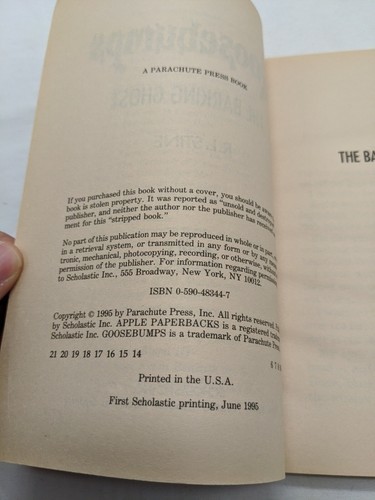 A PARACHUTE PRESS BOOK
If you purchased this book without a cover, you should be aware
book is stolen property. It was reported as "unsold and destroyed
publisher, and neither the author nor the publisher has received
ment for this "stripped book."
No part of this publication may be reproduced in whole or in part,
in a retrieval system, or transmitted in any form or by any means,
tronic, mechanical, photocopying, recording, or otherwise, without
permission of the publisher. For information regarding permission,
to Scholastic Inc., 555 Broadway, New York, NY 10012.
ISBN 0-590-48344-7
Copyright © 1995 by Parachute Press, Inc. All rights reserved.
by Scholastic Inc. APPLE PAPERBACKS is a registered
Scholastic Inc. GOOSEBUMPS is a trademark of Parachute Press,
21 20 19 18 17 16 15 14
6 7
Printed in the U.S.A.
First Scholastic printing, June 1995
THE BA